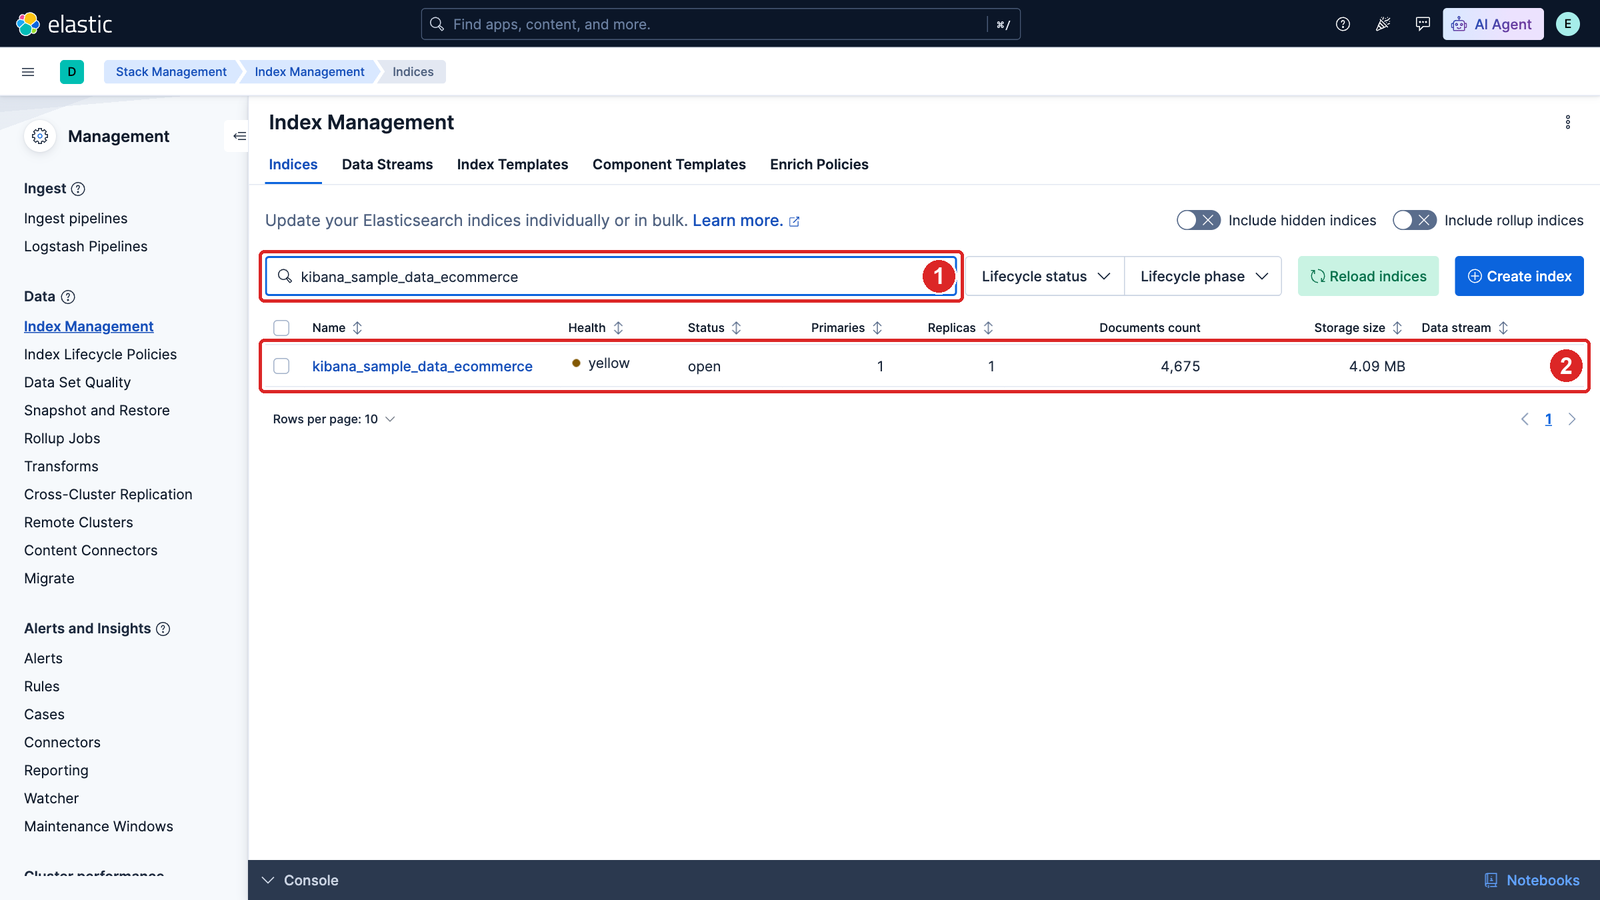 elastic
Find apps, content, and more.
⌘/
AI Agent
E
D
Stack Management
Index Management
Indices
Management
Ingest
Ingest pipelines
Logstash Pipelines
Data
Index Management
Index Lifecycle Policies
Data Set Quality
Snapshot and Restore
Rollup Jobs
Transforms
Cross-Cluster Replication
Remote Clusters
Content Connectors
Migrate
Alerts and Insights
Alerts
Rules
Cases
Connectors
Reporting
Watcher
Maintenance Windows
Cluster performance
Index Management
Indices Data Streams Index Templates Component Templates Enrich Policies
Update your Elasticsearch indices individually or in bulk. Learn more.
Include hidden indices
Include rollup indices
kibana_sample_data_ecommerce
1
Lifecycle status
Lifecycle phase
Reload indices
Create index
Name Health Status Primaries Replicas Documents count Storage size Data stream
kibana_sample_data_ecommerce yellow open 1 1 4,675 4.09 MB
2
Rows per page: 10
1
Console
Notebooks